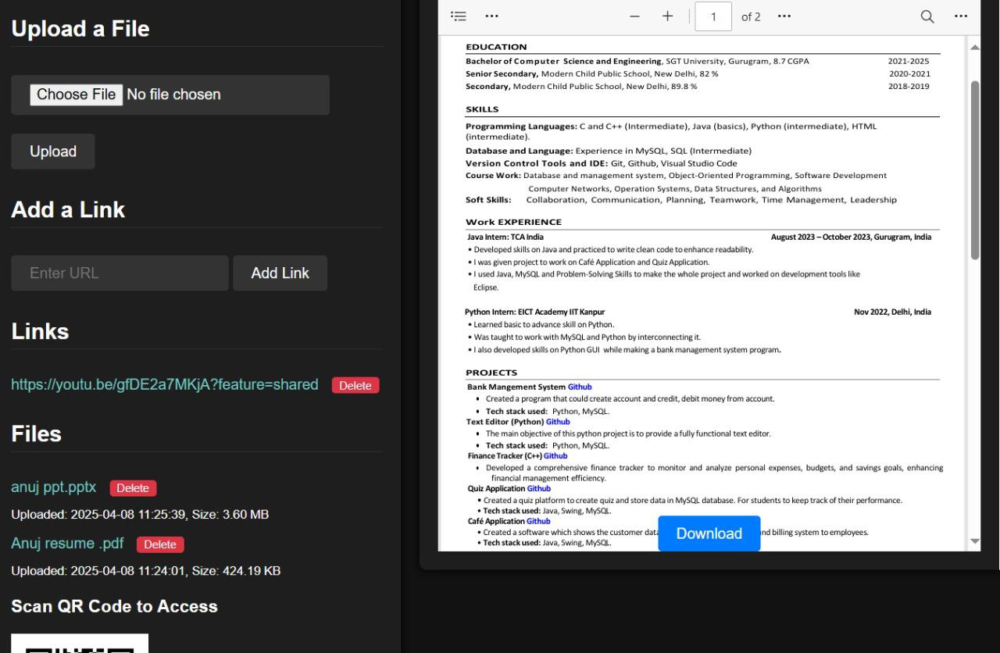 Upload a File
Choose File No file chosen
Upload
Add a Link
Enter URL Add Link
Links
https://youtu.be/gfDE2a7MKjA?feature=shared Delete
Files
anuj ppt.pptx Delete
Uploaded: 2025-04-08 11:25:39, Size: 3.60 MB
Anuj resume .pdf Delete
Uploaded: 2025-04-08 11:24:01, Size: 424.19 KB
Scan QR Code to Access
1 of 2
EDUCATION
Bachelor of Computer Science and Engineering, SGT University, Gurugram, 8.7 CGPA 2021-2025
Senior Secondary, Modern Child Public School, New Delhi, 82 % 2020-2021
Secondary, Modern Child Public School, New Delhi, 89.8 % 2018-2019
SKILLS
Programming Languages: C and C++ (Intermediate), Java (basics), Python (intermediate), HTML
(intermediate).
Database and Language: Experience in MySQL, SQL (Intermediate)
Version Control Tools and IDE: Git, Github, Visual Studio Code
Course Work: Database and management system, Object-Oriented Programming, Software Development
Computer Networks, Operation Systems, Data Structures, and Algorithms
Soft Skills: Collaboration, Communication, Planning, Teamwork, Time Management, Leadership
Work EXPERIENCE
Java Intern: TCA India August 2023 – October 2023, Gurugram, India
• Developed skills on Java and practiced to write clean code to enhance readability.
• I was given project to work on Café Application and Quiz Application.
• I used Java, MySQL and Problem-Solving Skills to make the whole project and worked on development tools like
Eclipse.
Python Intern: EICT Academy IIT Kanpur Nov 2022, Delhi, India
• Learned basic to advance skill on Python.
• Was taught to work with MySQL and Python by interconnecting it.
• I also developed skills on Python GUI while making a bank management system program.
PROJECTS
Bank Mangement System Github
• Created a program that could create account and credit, debit money from account.
• Tech stack used: Python, MySQL.
Text Editor (Python) Github
• The main objective of this python project is to provide a fully functional text editor.
• Tech stack used: Python, MySQL.
Finance Tracker (C++) Github
• Developed a comprehensive finance tracker to monitor and analyze personal expenses, budgets, and savings goals, enhancing
financial management efficiency.
Quiz Application Github
• Created a quiz platform to create quiz and store data in MySQL database. For students to keep track of their performance.
• Tech stack used: Java, Swing, MySQL.
Café Application Github
• Created a software which shows the customer data nd billing system to employees.
• Tech stack used: Java, Swing, MySQL.
Download